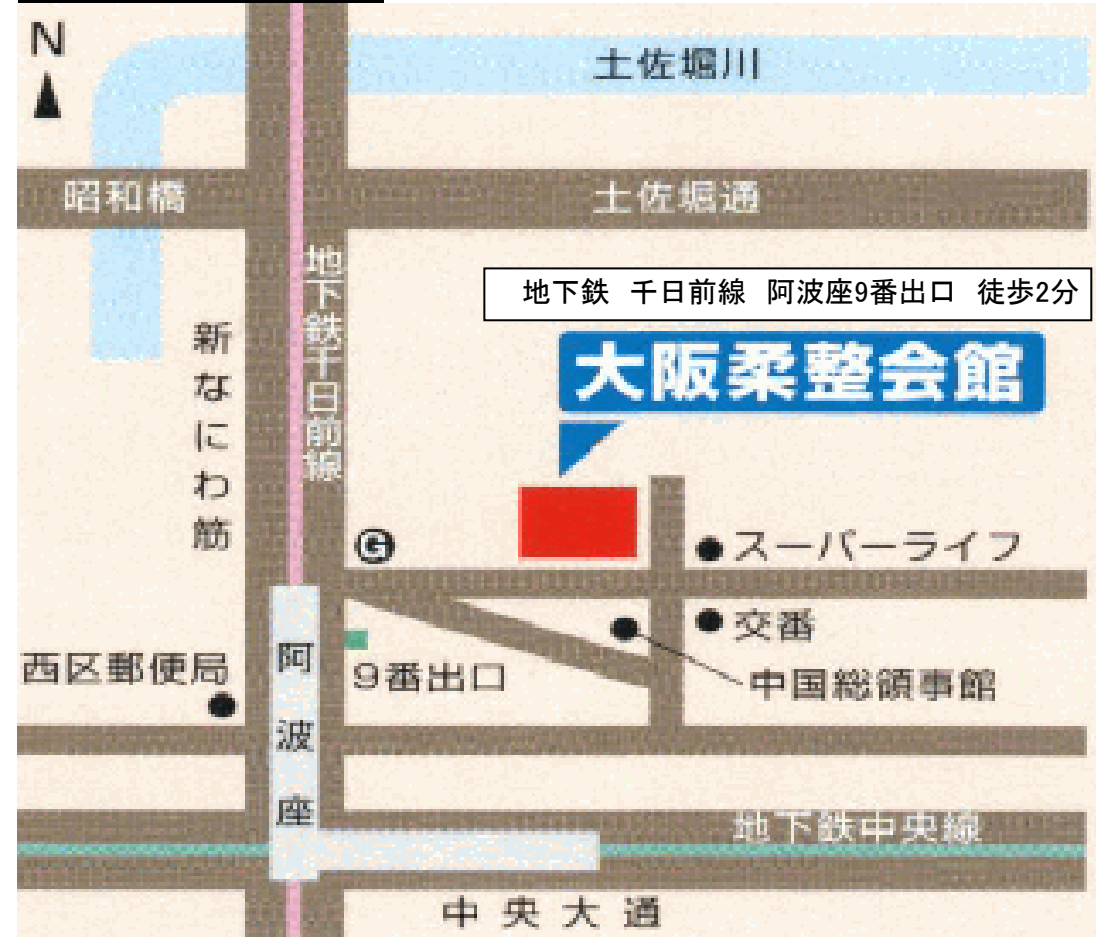 N
土佐堀川
昭和橋
土佐堀通
地下鉄千日前線
地下鉄 千日前線 阿波座9番出口 徒歩2分
大阪柔整会館
新なにわ筋
G
スーパーライフ
交番
中国総領事館
9番出口
西区郵便局
阿波座
地下鉄中央線
中央大通